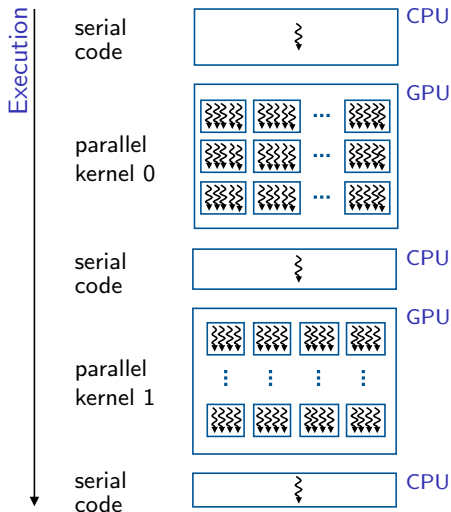 Execution
serial
code
CPU
GPU
parallel
kernel 0
...
...
...
serial
code
CPU
GPU
parallel
kernel 1
serial
code
CPU